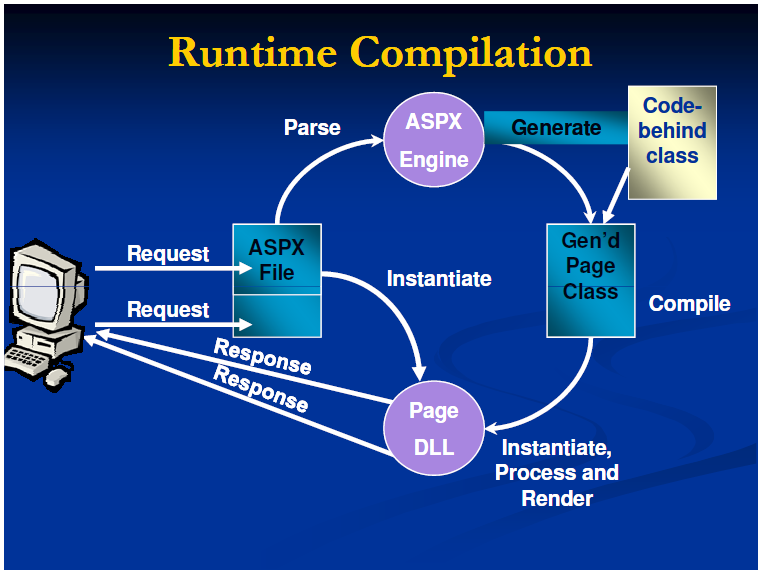 Runtime Compilation
Parse
ASPX
Engine
Generate
Code-
behind
class
Request
ASPX
File
Instantiate
Gen'd
Page
Class
Compile
Request
Response
Response
Page
DLL
Instantiate,
Process and
Render